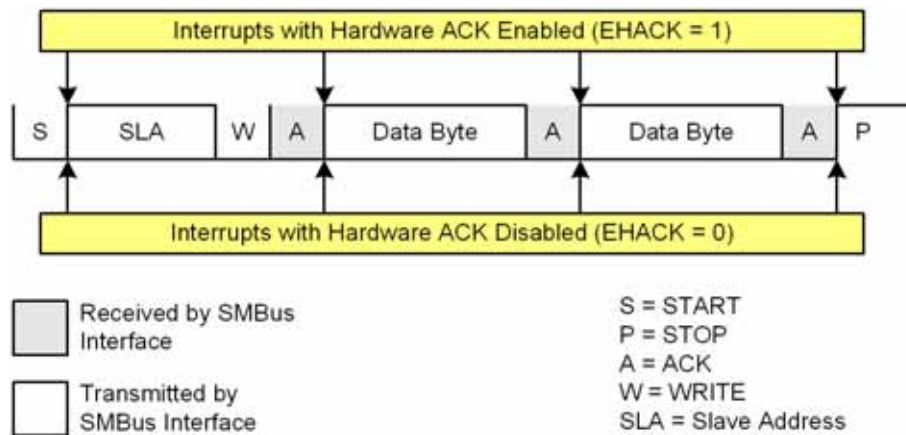 Interrupts with Hardware ACK Enabled (EHACK = 1)
S SLA W A Data Byte A Data Byte A P
Interrupts with Hardware ACK Disabled (EHACK = 0)
Received by SMBus
Interface
Transmitted by
SMBus Interface
S = START
P = STOP
A = ACK
W = WRITE
SLA = Slave Address